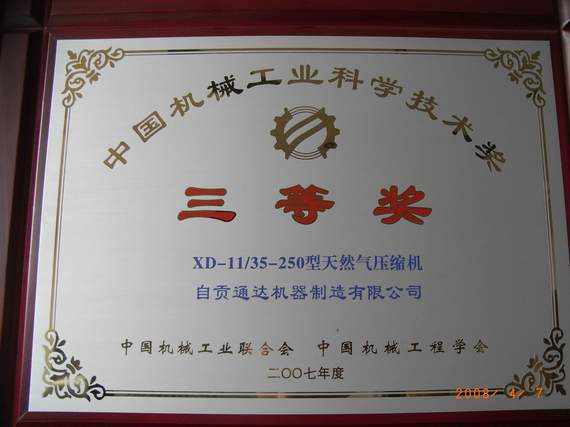 中国机械工业科学技术奖
三等奖
XD-11/35-250型天然气压缩机
自贡通达机器制造有限公司
中国机械工业联合会 中国机械工程学会
二〇〇七年度
2008/ 4/ 7